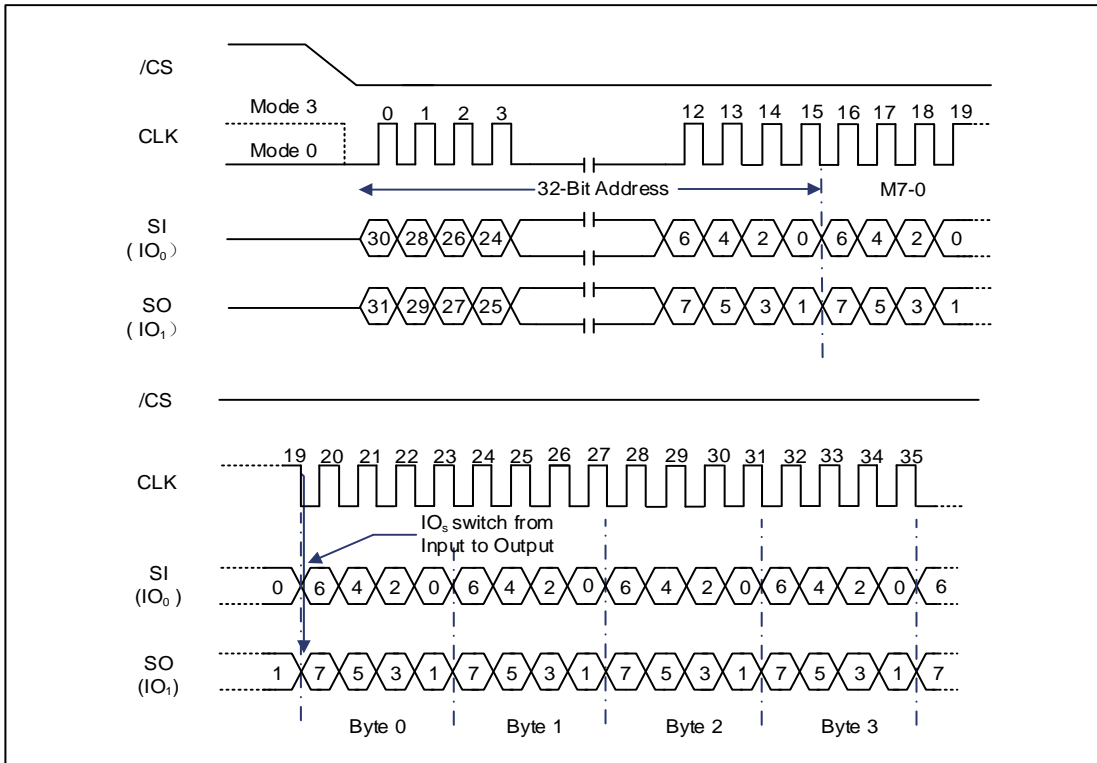 /CS
Mode 3
CLK
Mode 0
0 1 2 3 12 13 14 15 16 17 18 19
32-Bit Address M7-0
SI
( IO₀)
30 28 26 24 6 4 2 0 6 4 2 0
SO
( IO₁)
31 29 27 25 7 5 3 1 7 5 3 1
/CS
CLK
19 20 21 22 23 24 25 26 27 28 29 30 31 32 33 34 35
IOₛ switch from
Input to Output
SI
(IO₀ )
0 6 4 2 0 6 4 2 0 6 4 2 0 6 4 2 0 6
SO
(IO₁)
1 7 5 3 1 7 5 3 1 7 5 3 1 7 5 3 1 7
Byte 0 Byte 1 Byte 2 Byte 3